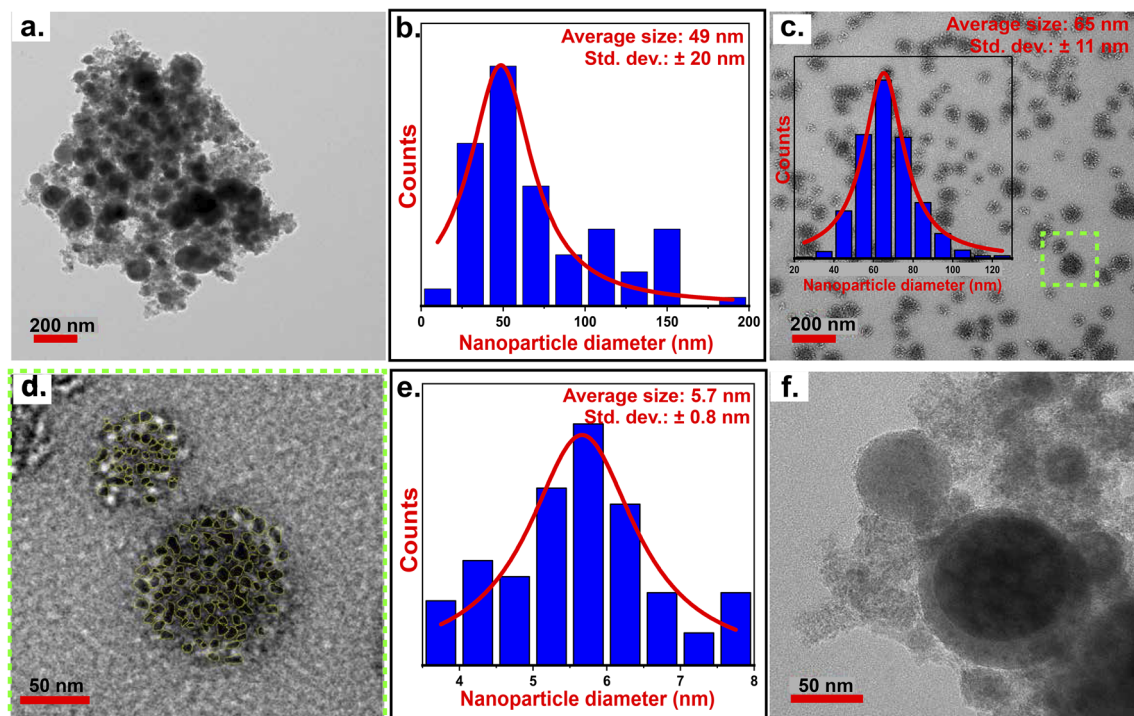 a.
200 nm
b.
Average size: 49 nm
Std. dev.: ± 20 nm
Counts
0 50 100 150 200
Nanoparticle diameter (nm)
c.
Average size: 65 nm
Std. dev.: ± 11 nm
Counts
20 40 60 80 100 120
Nanoparticle diameter (nm)
200 nm
d.
50 nm
e.
Average size: 5.7 nm
Std. dev.: ± 0.8 nm
Counts
4 5 6 7 8
Nanoparticle diameter (nm)
f.
50 nm